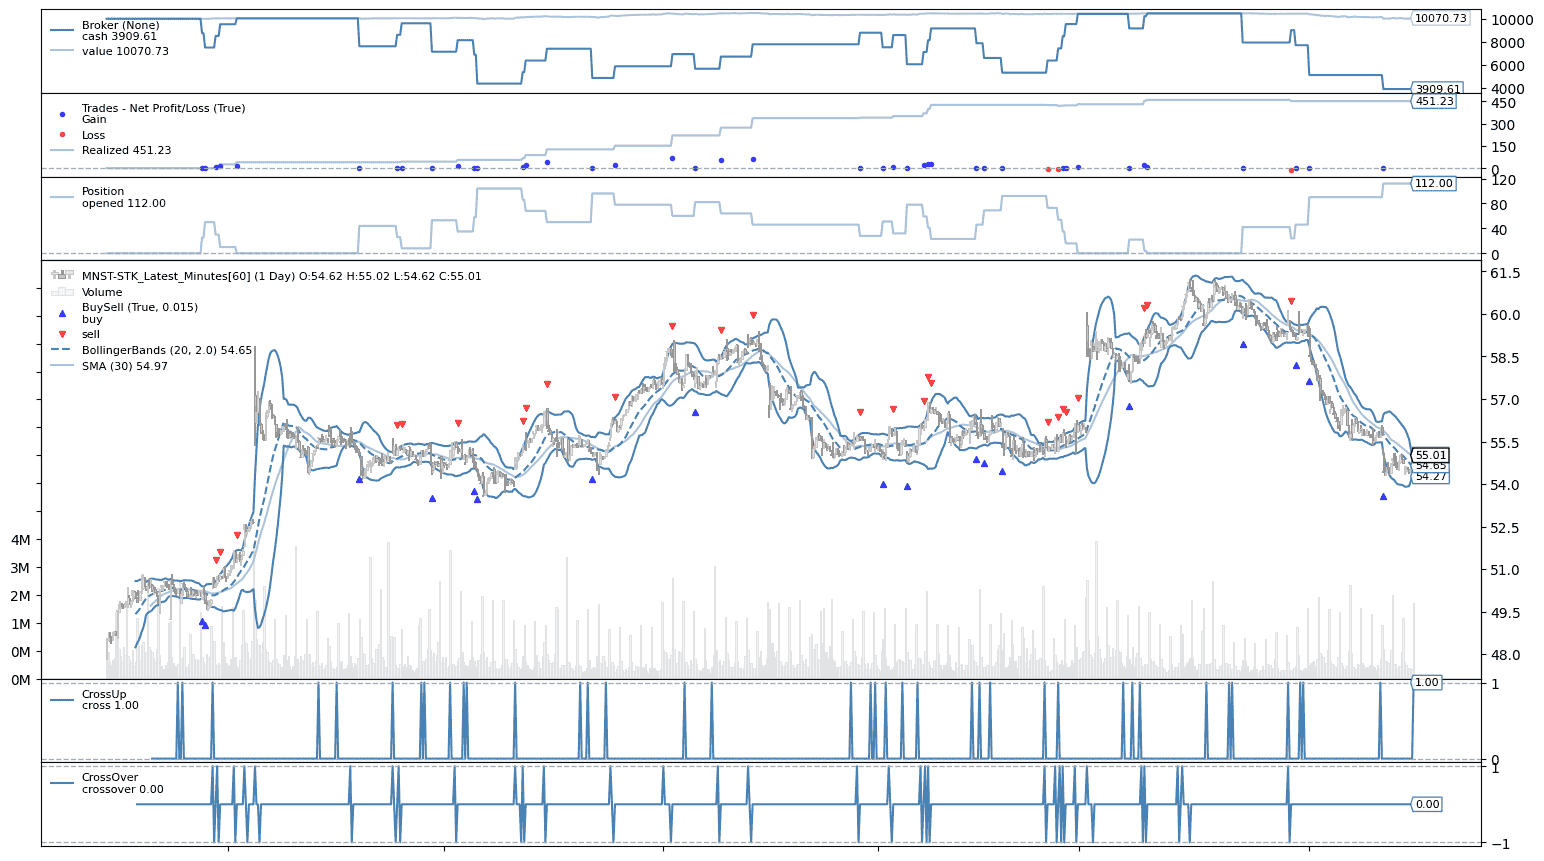 Broker (None)
cash 3909.61
value 10070.73
10070.73
10000
8000
6000
4000
3909.61
Trades - Net Profit/Loss (True)
Gain
Loss
Realized 451.23
451.23
450
300
150
0
Position
opened 112.00
112.00
120
80
40
0
MNST-STK_Latest_Minutes[60] (1 Day) O:54.62 H:55.02 L:54.62 C:55.01
Volume
BuySell (True, 0.015)
buy
sell
BollingerBands (20, 2.0) 54.65
SMA (30) 54.97
61.5
60.0
58.5
57.0
55.5
55.01
54.65
54.27
54.0
52.5
51.0
49.5
48.0
4M
3M
2M
1M
0M
0M
CrossUp
cross 1.00
1.00
1
0
CrossOver
crossover 0.00
1
0.00
−1